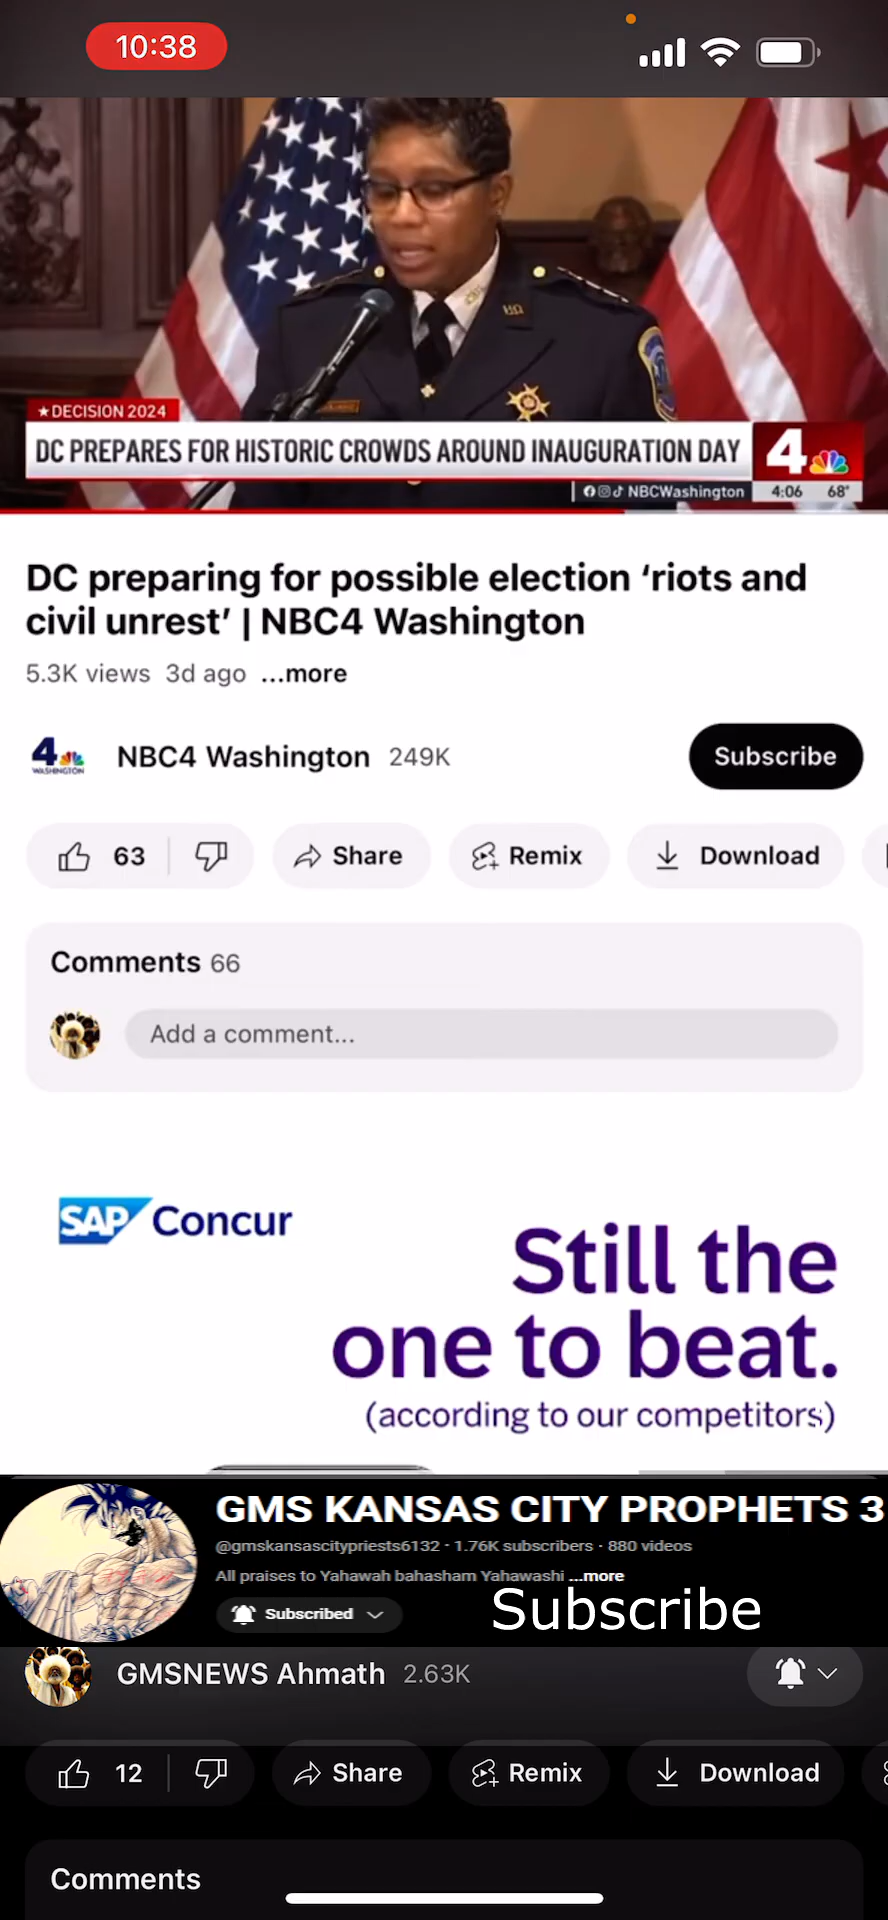 10:38
★DECISION 2024
DC PREPARES FOR HISTORIC CROWDS AROUND INAUGURATION DAY
4
NBCWashington
4:06 68°
DC preparing for possible election ‘riots and
civil unrest’ | NBC4 Washington
5.3K views 3d ago ...more
4
WASHINGTON
NBC4 Washington 249K
Subscribe
63
Share
Remix
Download
Comments 66
Add a comment...
SAP Concur
Still the
one to beat.
(according to our competitors)
GMS KANSAS CITY PROPHETS 3
@gmskansascitypriests6132 · 1.76K subscribers · 880 videos
All praises to Yahawah bahasham Yahawashi ...more
Subscribed
Subscribe
GMSNEWS Ahmath 2.63K
12
Share
Remix
Download
Comments